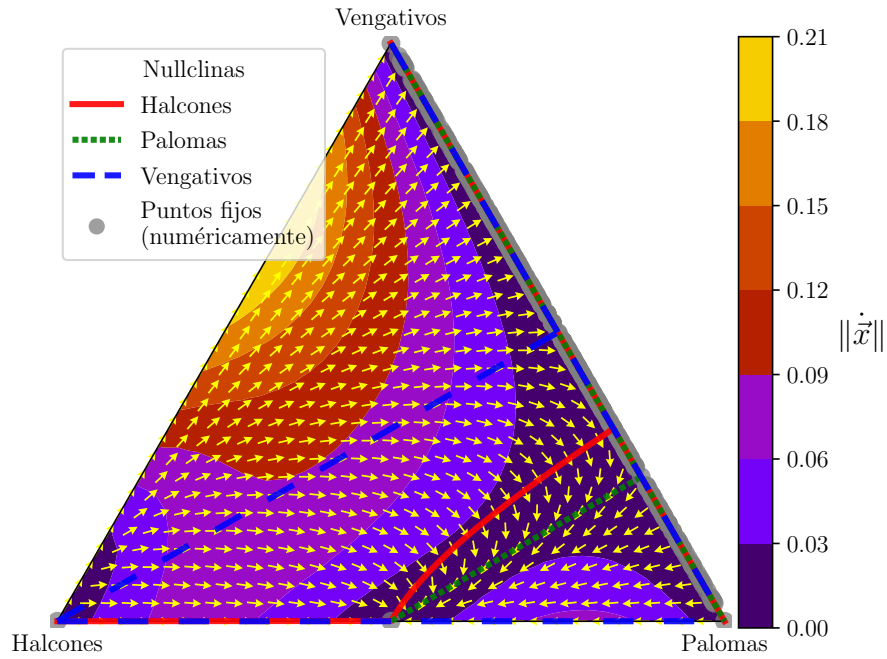 Vengativos
Nullclinas
Halcones
Palomas
Vengativos
Puntos fijos
(numéricamente)
Halcones
Palomas
0.21
0.18
0.15
0.12
0.09
0.06
0.03
0.00
‖ẋ⃗‖